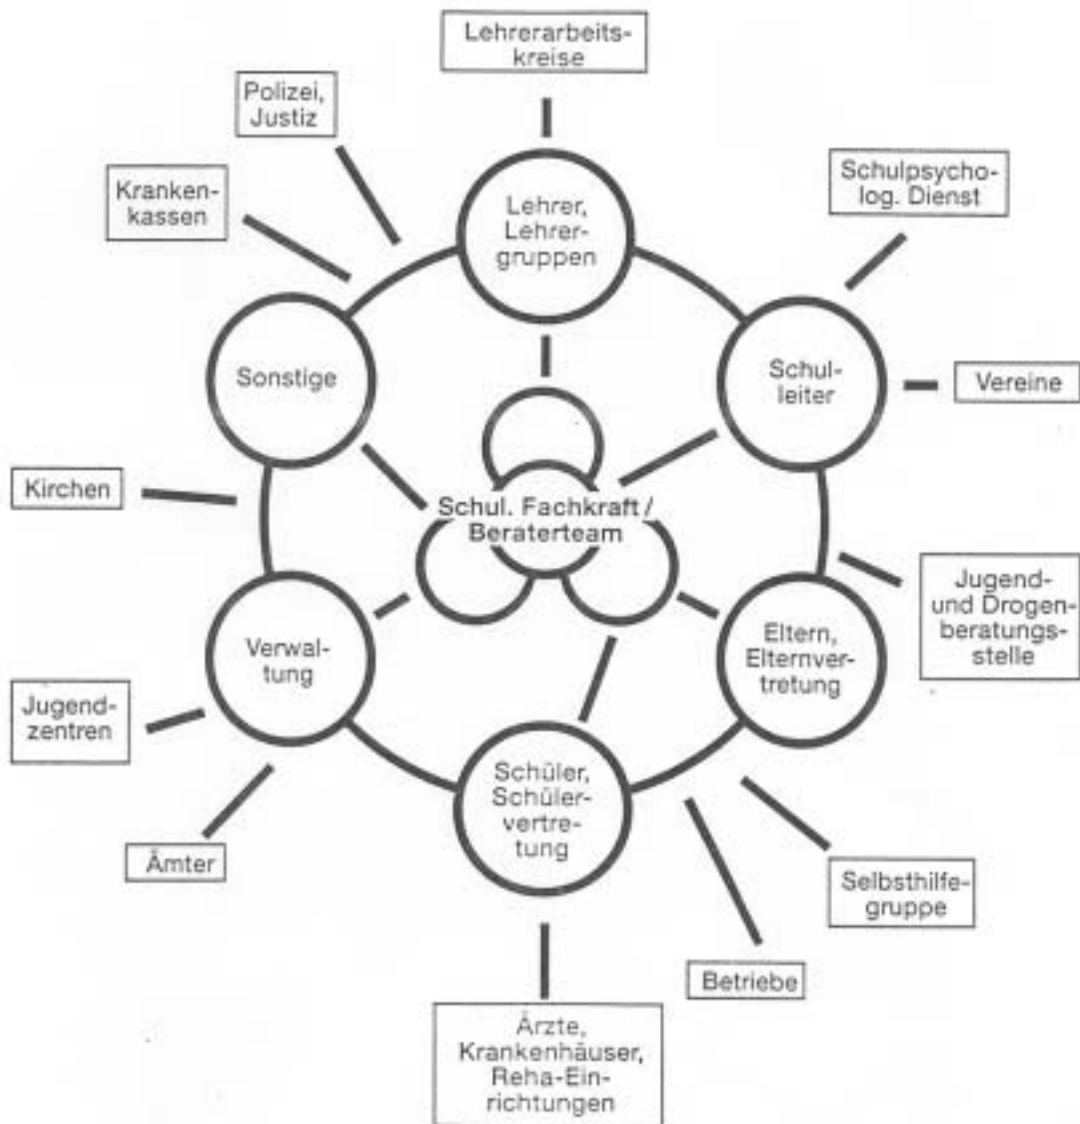 Lehrerarbeits-
kreise
Polizei,
Justiz
Kranken-
kassen
Schulpsycho-
log. Dienst
Lehrer,
Lehrer-
gruppen
Sonstige
Schul-
leiter
Vereine
Kirchen
Schul. Fachkraft /
Beraterteam
Jugend-
und Drogen-
beratungs-
stelle
Verwal-
tung
Eltern,
Elternver-
tretung
Jugend-
zentren
Schüler,
Schüler-
vertre-
tung
Ämter
Selbsthilfe-
gruppe
Betriebe
Ärzte,
Krankenhäuser,
Reha-Ein-
richtungen